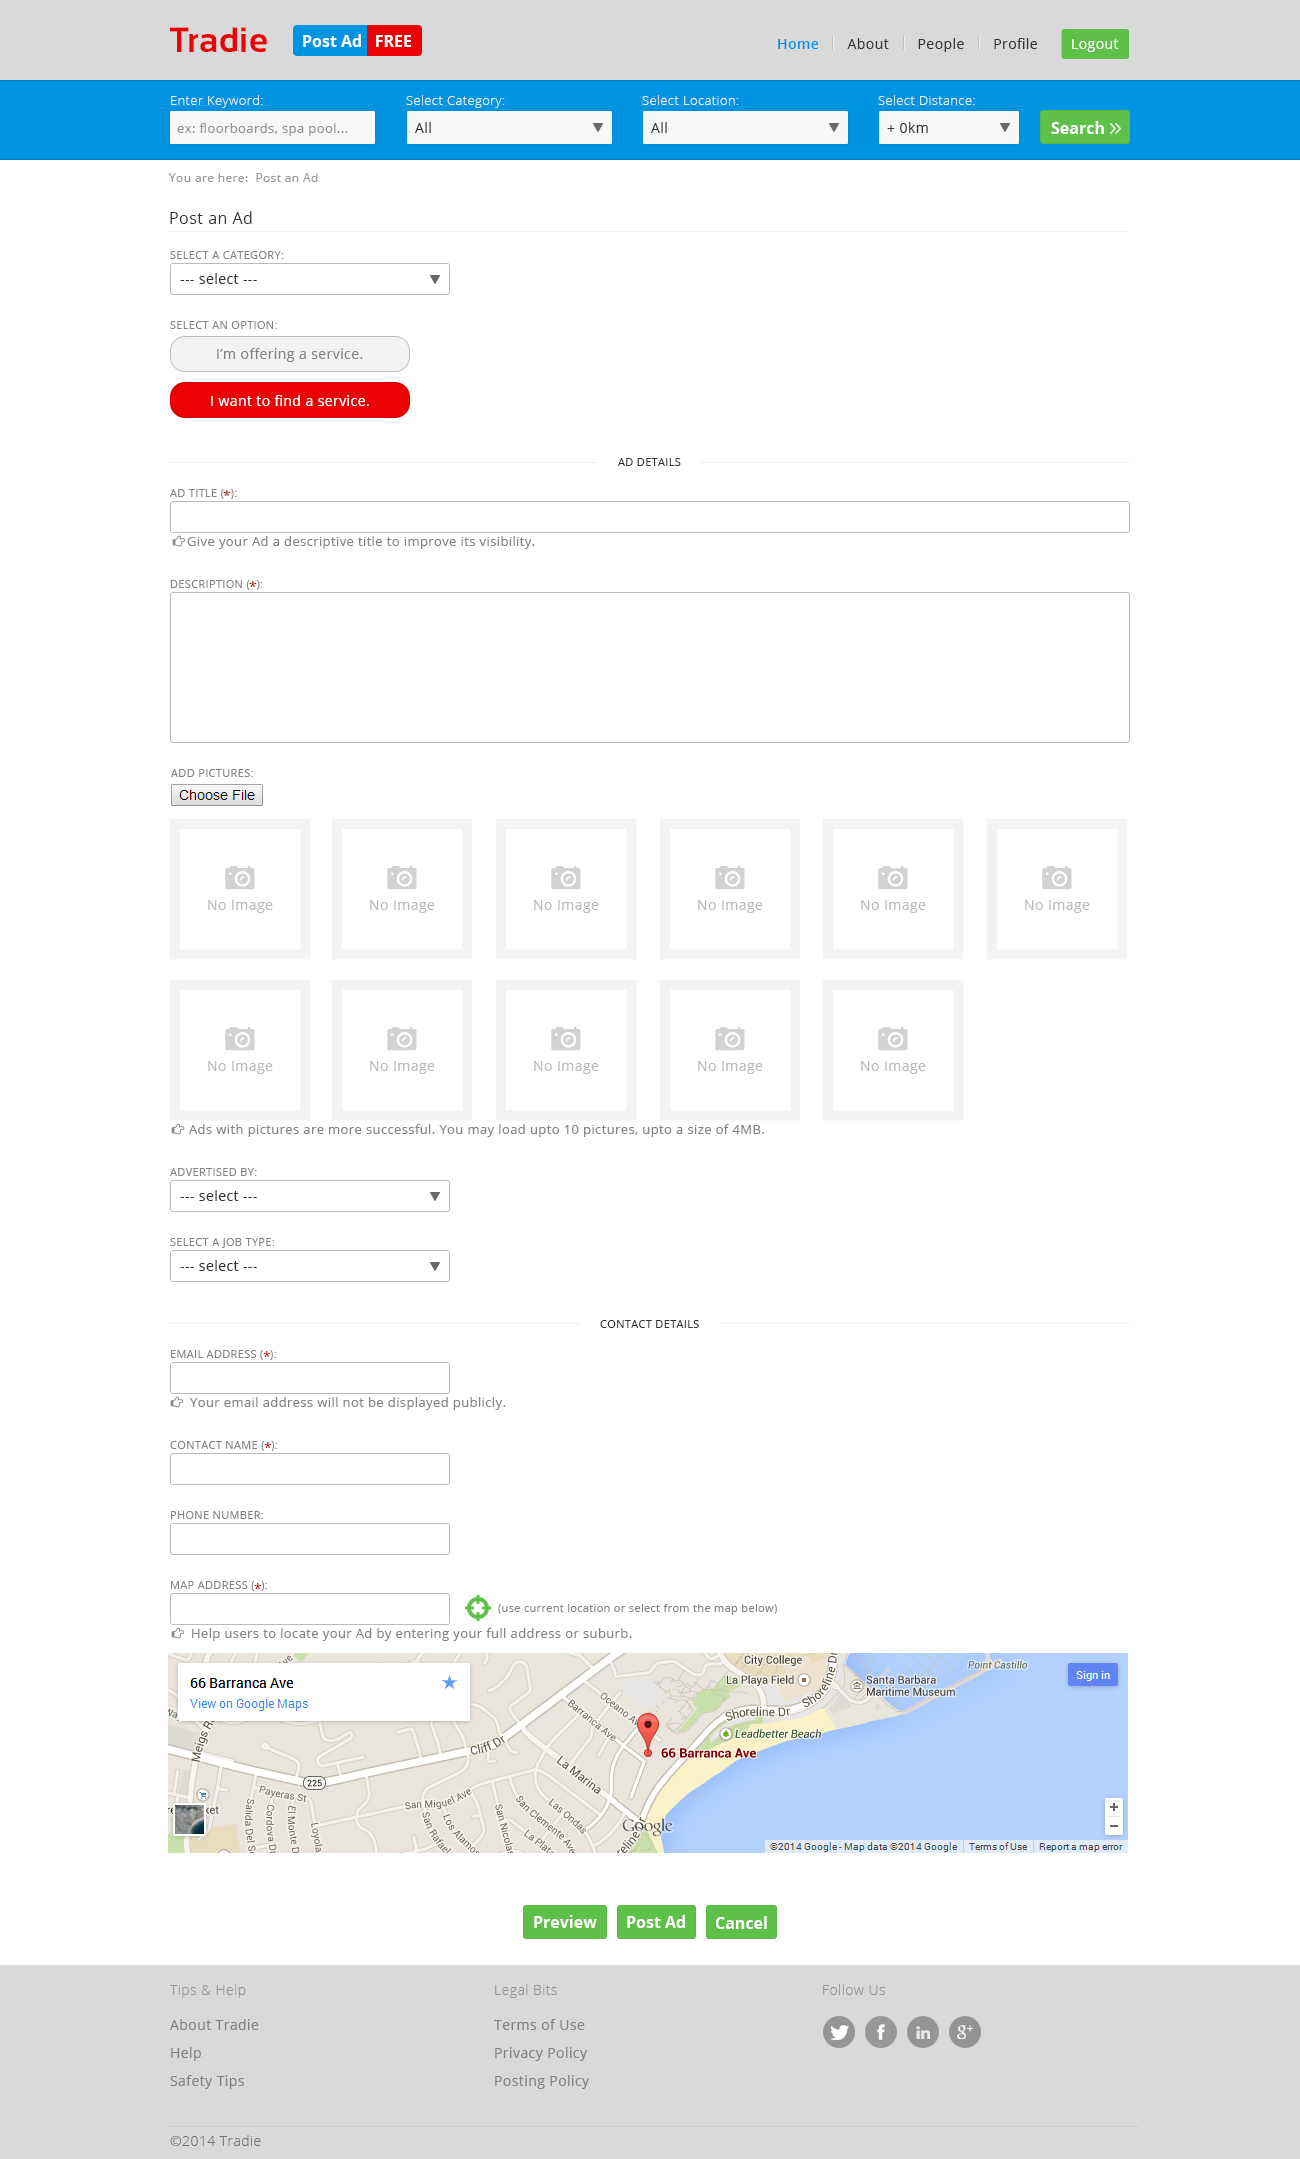 Tradie
Post Ad FREE
Home About People Profile Logout
Enter Keyword: Select Category: Select Location: Select Distance:
ex: floorboards, spa pool... All All + 0km Search
You are here: Post an Ad
Post an Ad
SELECT A CATEGORY:
--- select ---
SELECT AN OPTION:
I'm offering a service.
I want to find a service.
AD DETAILS
AD TITLE (*):
Give your Ad a descriptive title to improve its visibility.
DESCRIPTION (*):
ADD PICTURES:
Choose File
No Image No Image No Image No Image No Image No Image
No Image No Image No Image No Image No Image
Ads with pictures are more successful. You may load upto 10 pictures, upto a size of 4MB.
ADVERTISED BY:
--- select ---
SELECT A JOB TYPE:
--- select ---
CONTACT DETAILS
EMAIL ADDRESS (*):
Your email address will not be displayed publicly.
CONTACT NAME (*):
PHONE NUMBER:
MAP ADDRESS (*):
(use current location or select from the map below)
Help users to locate your Ad by entering your full address or suburb.
66 Barranca Ave
View on Google Maps
City College
La Playa Field
Shoreline Dr
Point Castillo
Santa Barbara
Maritime Museum
Sign in
Meigs R
Cliff Dr
Oceano Ave
Barranca Ave
Shoreline Dr
Leadbetter Beach
66 Barranca Ave
La Marina
225
Payeras St
San Miguel Ave
Las Ondas
San Clemente Ave
Los Alamos
San Nicola
La Plata
Salida Del So
Cordova Dr
El Monte D
Loyola
Google
+
−
©2014 Google - Map data ©2014 Google Terms of Use Report a map error
Preview Post Ad Cancel
Tips & Help Legal Bits Follow Us
About Tradie Terms of Use
Help Privacy Policy
Safety Tips Posting Policy
©2014 Tradie